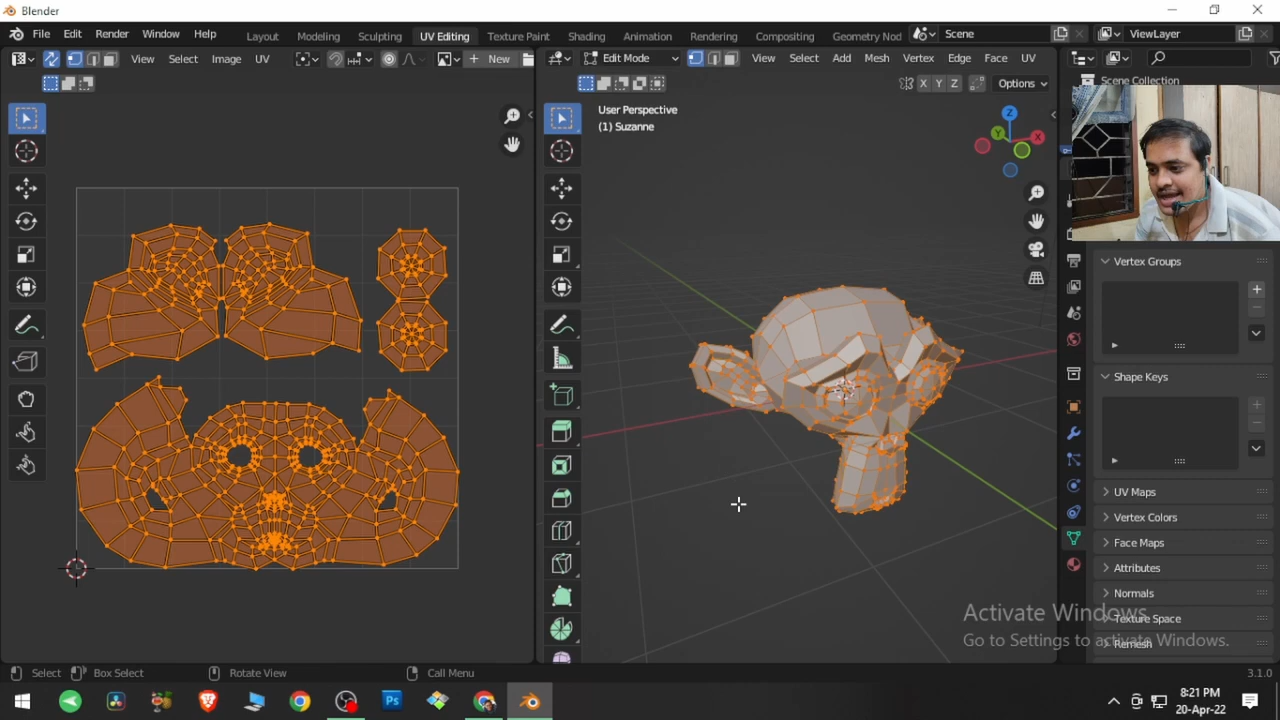 Blender
File Edit Render Window Help Layout Modeling Sculpting UV Editing Texture Paint Shading Animation Rendering Compositing Geometry Nod Scene ViewLayer
View Select Image UV New Edit Mode View Select Add Mesh Vertex Edge Face UV
X Y Z Options
Scene Collection
User Perspective
(1) Suzanne
Z
Y
X
Vertex Groups
Shape Keys
UV Maps
Vertex Colors
Face Maps
Attributes
Normals
Texture Space
Remesh
Activate Windows
Go to Settings to activate Windows.
Select Box Select Rotate View Call Menu 3.1.0
Ps
8:21 PM
20-Apr-22